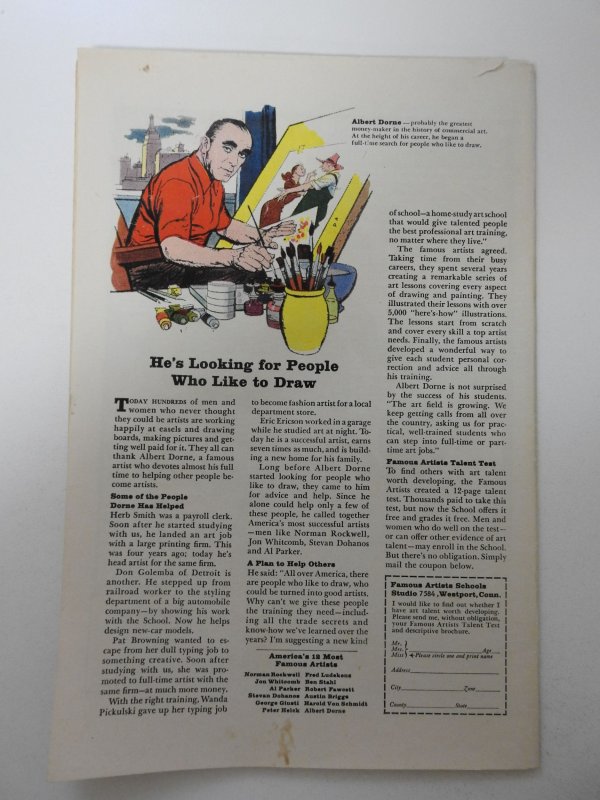 Albert Dorne — probably the greatest
money-maker in the history of commercial art.
At the height of his career, he began a
full-time search for people who like to draw.
He's Looking for People
Who Like to Draw
TODAY HUNDREDS of men and
women who never thought
they could be artists are working
happily at easels and drawing
boards, making pictures and get-
ting well paid for it. They all can
thank Albert Dorne, a famous
artist who devotes almost his full
time to helping other people be-
come artists.
Some of the People
Dorne Has Helped
Herb Smith was a payroll clerk.
Soon after he started studying
with us, he landed an art job
with a large printing firm. This
was four years ago; today he's
head artist for the same firm.
Don Golemba of Detroit is
another. He stepped up from
railroad worker to the styling
department of a big automobile
company—by showing his work
with the School. Now he helps
design new-car models.
Pat Browning wanted to es-
cape from her dull typing job to
something creative. Soon after
studying with us, she was pro-
moted to full-time artist with the
same firm—at much more money.
With the right training, Wanda
Pickulski gave up her typing job
to become fashion artist for a local
department store.
Eric Ericson worked in a garage
while he studied art at night. To-
day he is a successful artist, earns
seven times as much, and is build-
ing a new home for his family.
Long before Albert Dorne
started looking for people who
like to draw, they came to him
for advice and help. Since he
alone could help only a few of
these people, he called together
America's most successful artists
—men like Norman Rockwell,
Jon Whitcomb, Stevan Dohanos
and Al Parker.
A Plan to Help Others
He said: "All over America, there
are people who like to draw, who
could be turned into good artists.
Why can't we give these people
the training they need—includ-
ing all the trade secrets and
know-how we've learned over the
years? I'm suggesting a new kind
America's 12 Most
Famous Artists
Norman Rockwell Fred Ludekens
Jon Whitcomb Ben Stahl
Al Parker Robert Fawcett
Stevan Dohanos Austin Briggs
George Giusti Harold Von Schmidt
Peter Helck Albert Dorne
of school—a home-study art school
that would give talented people
the best professional art training,
no matter where they live."
The famous artists agreed.
Taking time from their busy
careers, they spent several years
creating a remarkable series of
art lessons covering every aspect
of drawing and painting. They
illustrated their lessons with over
5,000 "here's-how" illustrations.
The lessons start from scratch
and cover every skill a top artist
needs. Finally, the famous artists
developed a wonderful way to
give each student personal cor-
rection and advice all through
his training.
Albert Dorne is not surprised
by the success of his students.
"The art field is growing. We
keep getting calls from all over
the country, asking us for prac-
tical, well-trained students who
can step into full-time or part-
time art jobs."
Famous Artists Talent Test
To find others with art talent
worth developing, the Famous
Artists created a 12-page talent
test. Thousands paid to take this
test, but now the School offers it
free and grades it free. Men and
women who do well on the test—
or can offer other evidence of art
talent—may enroll in the School.
But there's no obligation. Simply
mail the coupon below.
Famous Artists Schools
Studio 7584, Westport, Conn.
I would like to find out whether I
have art talent worth developing.
Please send me, without obligation,
your Famous Artists Talent Test
and descriptive brochure.
Mr.
Mrs. Age
Miss Please circle one and print name
Address
City Zone
County State